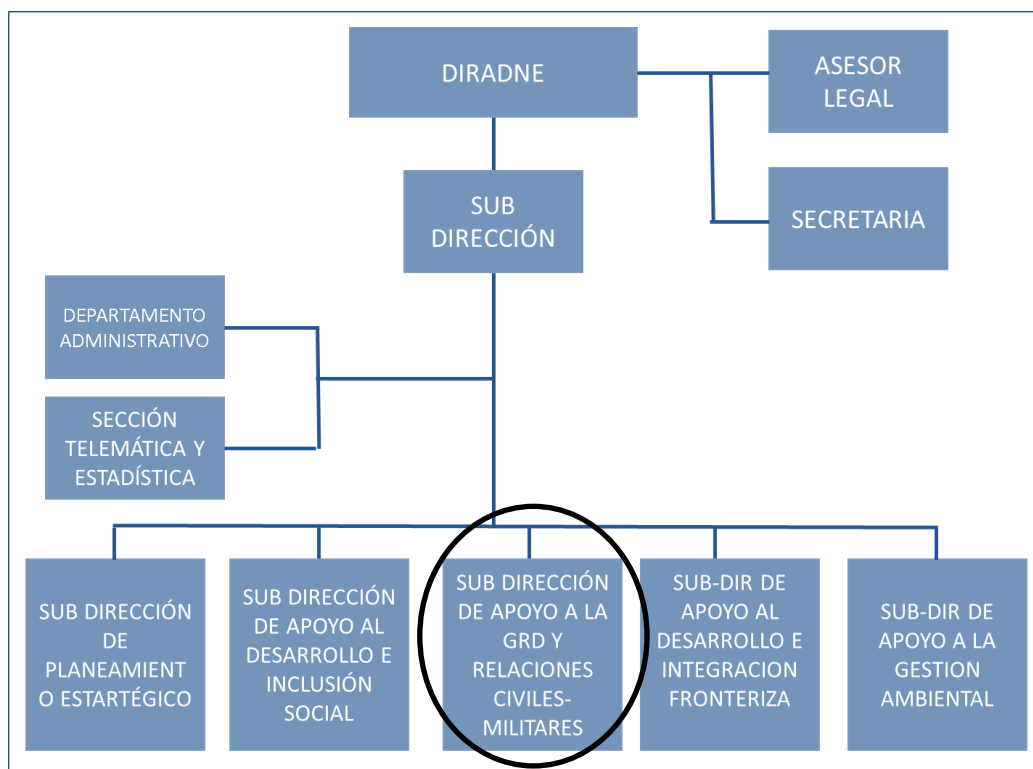 DIRADNE
ASESOR
LEGAL
SUB
DIRECCIÓN
SECRETARIA
DEPARTAMENTO
ADMINISTRATIVO
SECCIÓN
TELEMÁTICA Y
ESTADÍSTICA
SUB DIRECCIÓN
DE
PLANEAMIENT
O ESTARTÉGICO
SUB DIRECCIÓN
DE APOYO AL
DESARROLLO E
INCLUSIÓN
SOCIAL
SUB DIRECCIÓN
DE APOYO A LA
GRD Y
RELACIONES
CIVILES-
MILITARES
SUB-DIR DE
APOYO AL
DESARROLLO E
INTEGRACION
FRONTERIZA
SUB-DIR DE
APOYO A LA
GESTION
AMBIENTAL